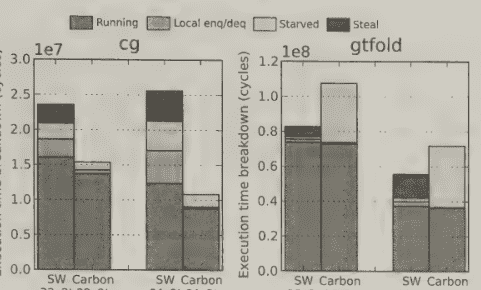 Running Local enq/deq Starved Steal
cg
1e7
3.0
2.5
2.0
1.5
1.0
0.5
0.0
SW Carbon SW Carbon
gtfold
1e8
Execution time breakdown (cycles)
1.2
1.0
0.8
0.6
0.4
0.2
0.0
SW Carbon SW Carbon